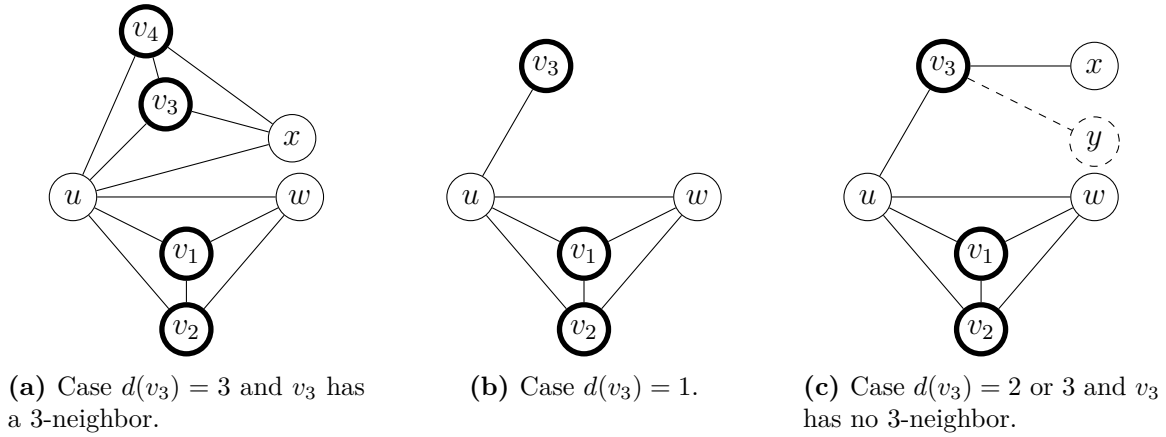 v₄
v₃
x
u
w
v₁
v₂
(a) Case d(v₃) = 3 and v₃ has
a 3-neighbor.
v₃
u
w
v₁
v₂
(b) Case d(v₃) = 1.
v₃
x
y
u
w
v₁
v₂
(c) Case d(v₃) = 2 or 3 and v₃
has no 3-neighbor.